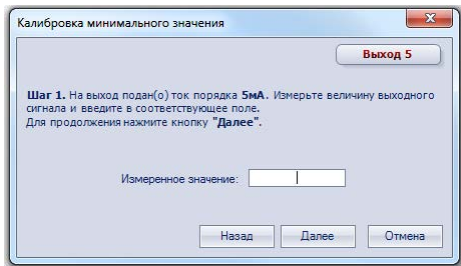 Калибровка минимального значения
Выход 5
Шаг 1. На выход подан(о) ток порядка 5мА. Измерьте величину выходного
сигнала и введите в соответствующее поле.
Для продолжения нажмите кнопку "Далее".
Измеренное значение:
Назад Далее Отмена